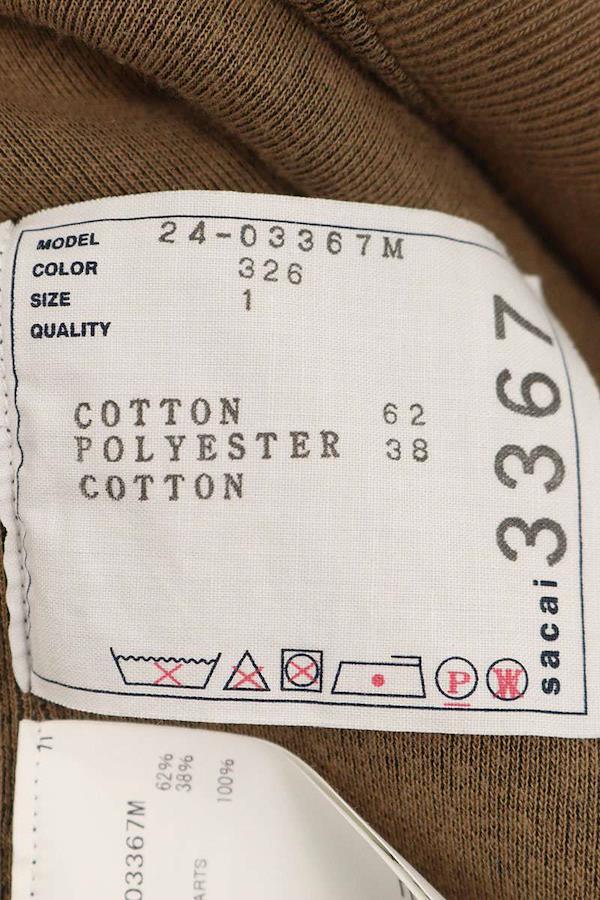 MODEL 24-03367M
COLOR 326
SIZE 1
QUALITY
COTTON 62
POLYESTER 38
COTTON
sacai 3367
P W
71
62%
38%
100%
03367M
ARTS